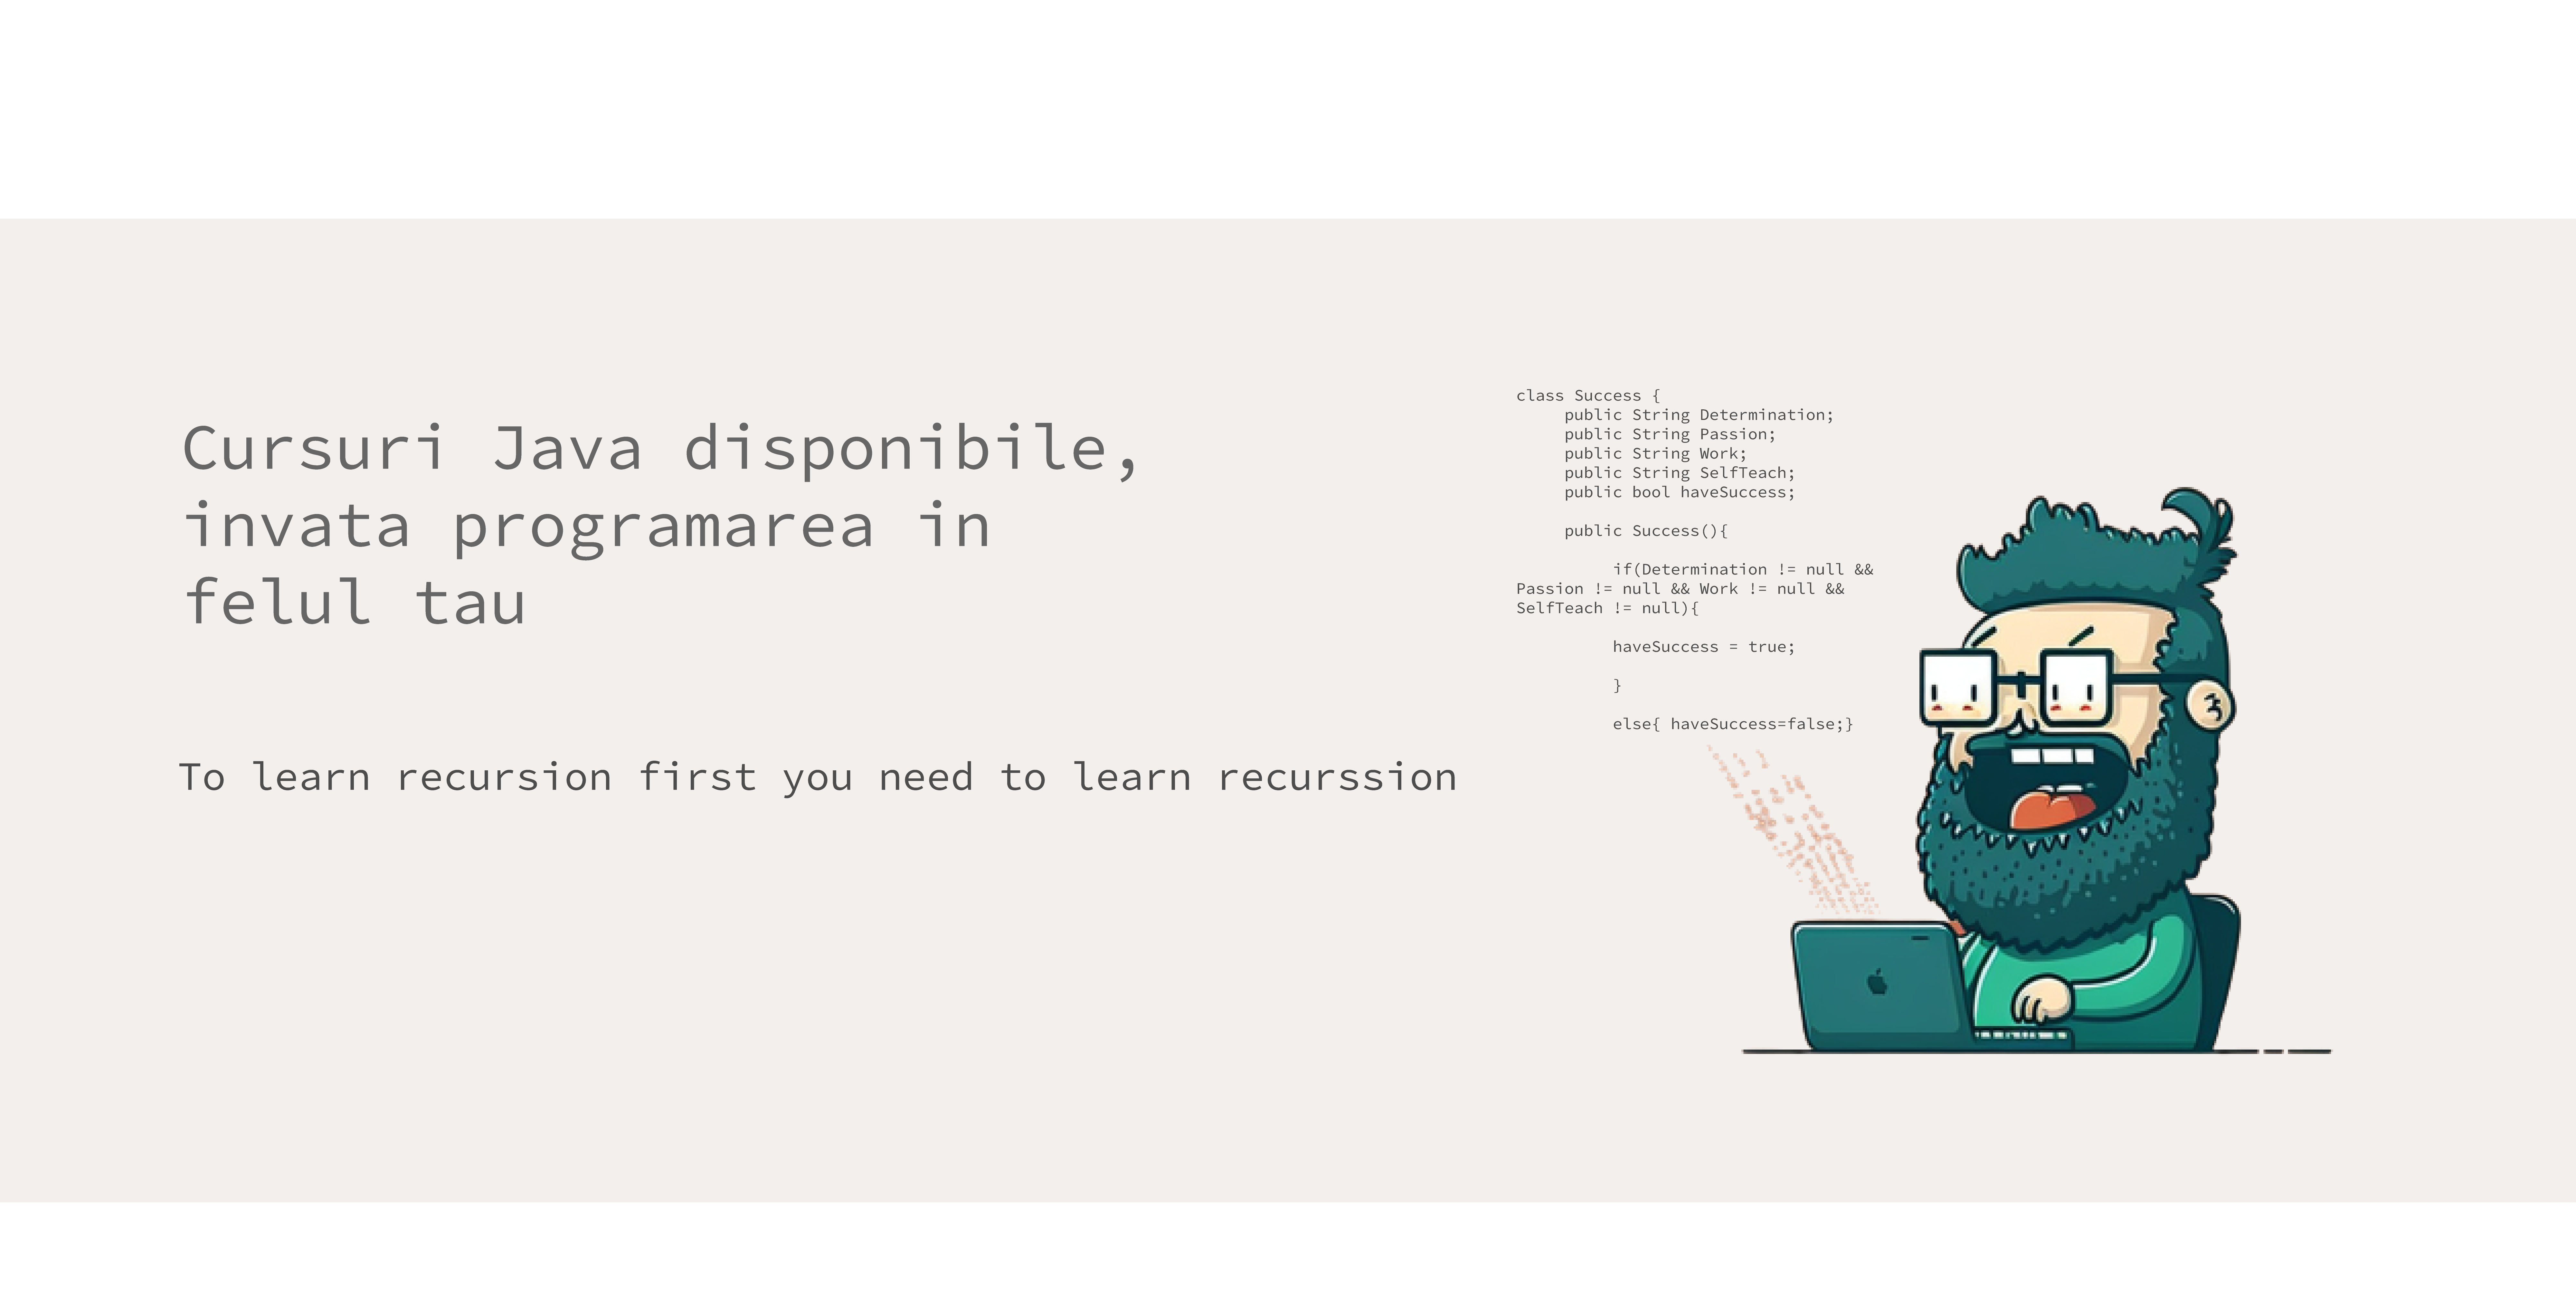 Cursuri Java disponibile,
invata programarea in
felul tau
To learn recursion first you need to learn recurssion
class Success {
public String Determination;
public String Passion;
public String Work;
public String SelfTeach;
public bool haveSuccess;
public Success(){
if(Determination != null &&
Passion != null && Work != null &&
SelfTeach != null){
haveSuccess = true;
}
else{ haveSuccess=false;}